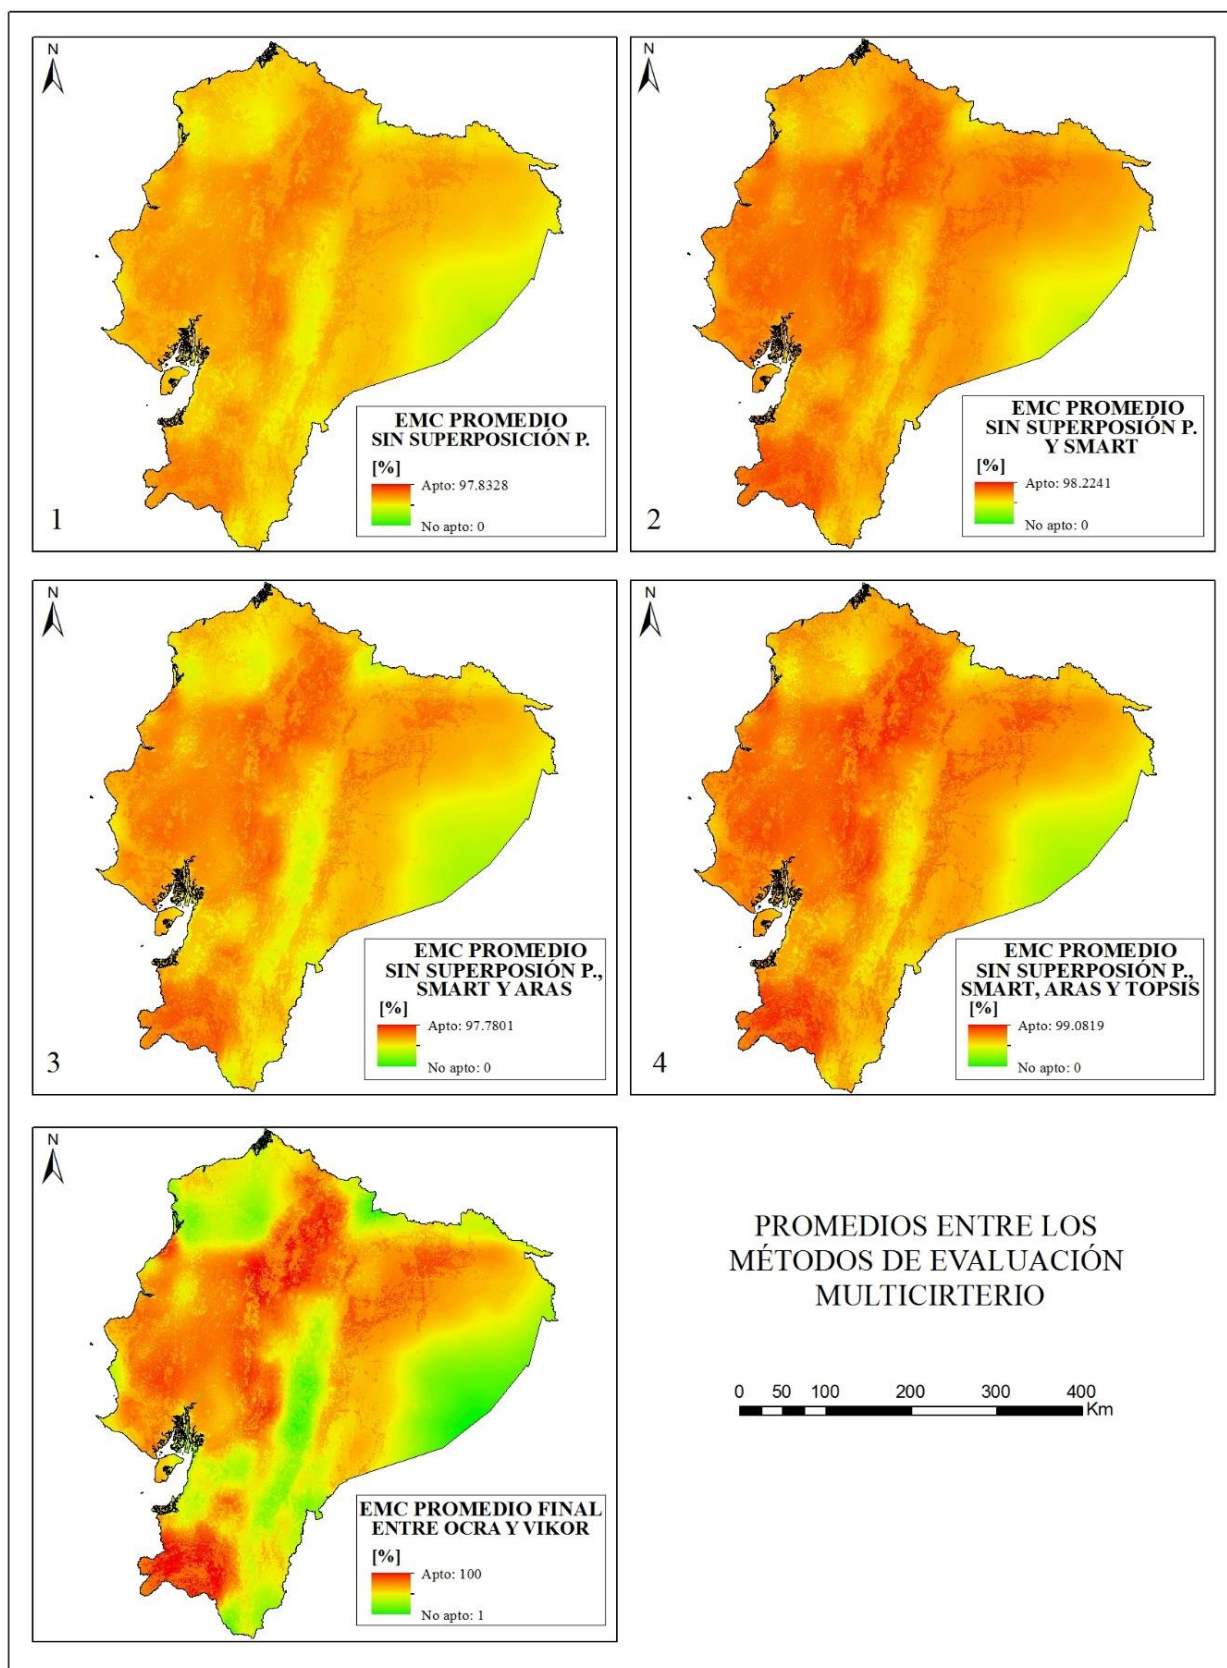 N
EMC PROMEDIO
SIN SUPERPOSICIÓN P.
[%]
Apto: 97.8328
No apto: 0
1
N
EMC PROMEDIO
SIN SUPERPOSIÓN P.
Y SMART
[%]
Apto: 98.2241
No apto: 0
2
N
EMC PROMEDIO
SIN SUPERPOSIÓN P.,
SMART Y ARAS
[%]
Apto: 97.7801
No apto: 0
3
N
EMC PROMEDIO
SIN SUPERPOSIÓN P.,
SMART, ARAS Y TOPSIS
[%]
Apto: 99.0819
No apto: 0
4
N
EMC PROMEDIO FINAL
ENTRE OCRA Y VIKOR
[%]
Apto: 100
No apto: 1
PROMEDIOS ENTRE LOS
MÉTODOS DE EVALUACIÓN
MULTICIRTERIO
0 50 100 200 300 400
Km